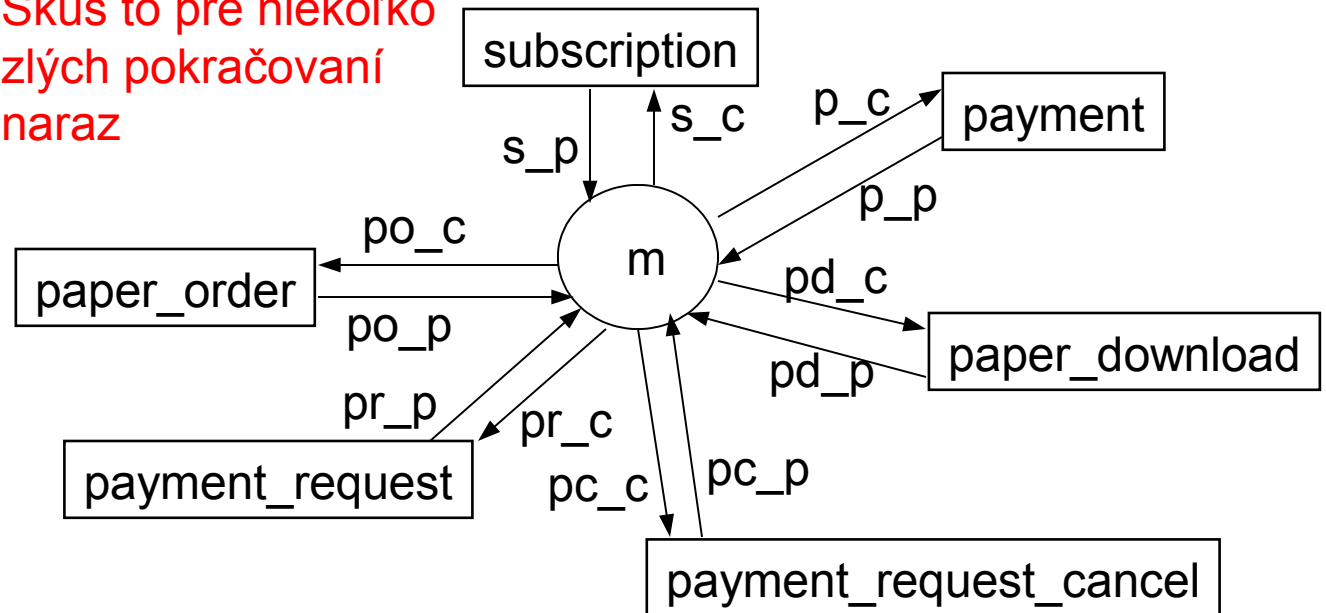 Skús to pre niekoľko
zlých pokračovaní
naraz
subscription
s_p
s_c
p_c
payment
p_p
po_c
m
paper_order
po_p
pd_c
paper_download
pd_p
pr_p
pr_c
payment_request
pc_c
pc_p
payment_request_cancel